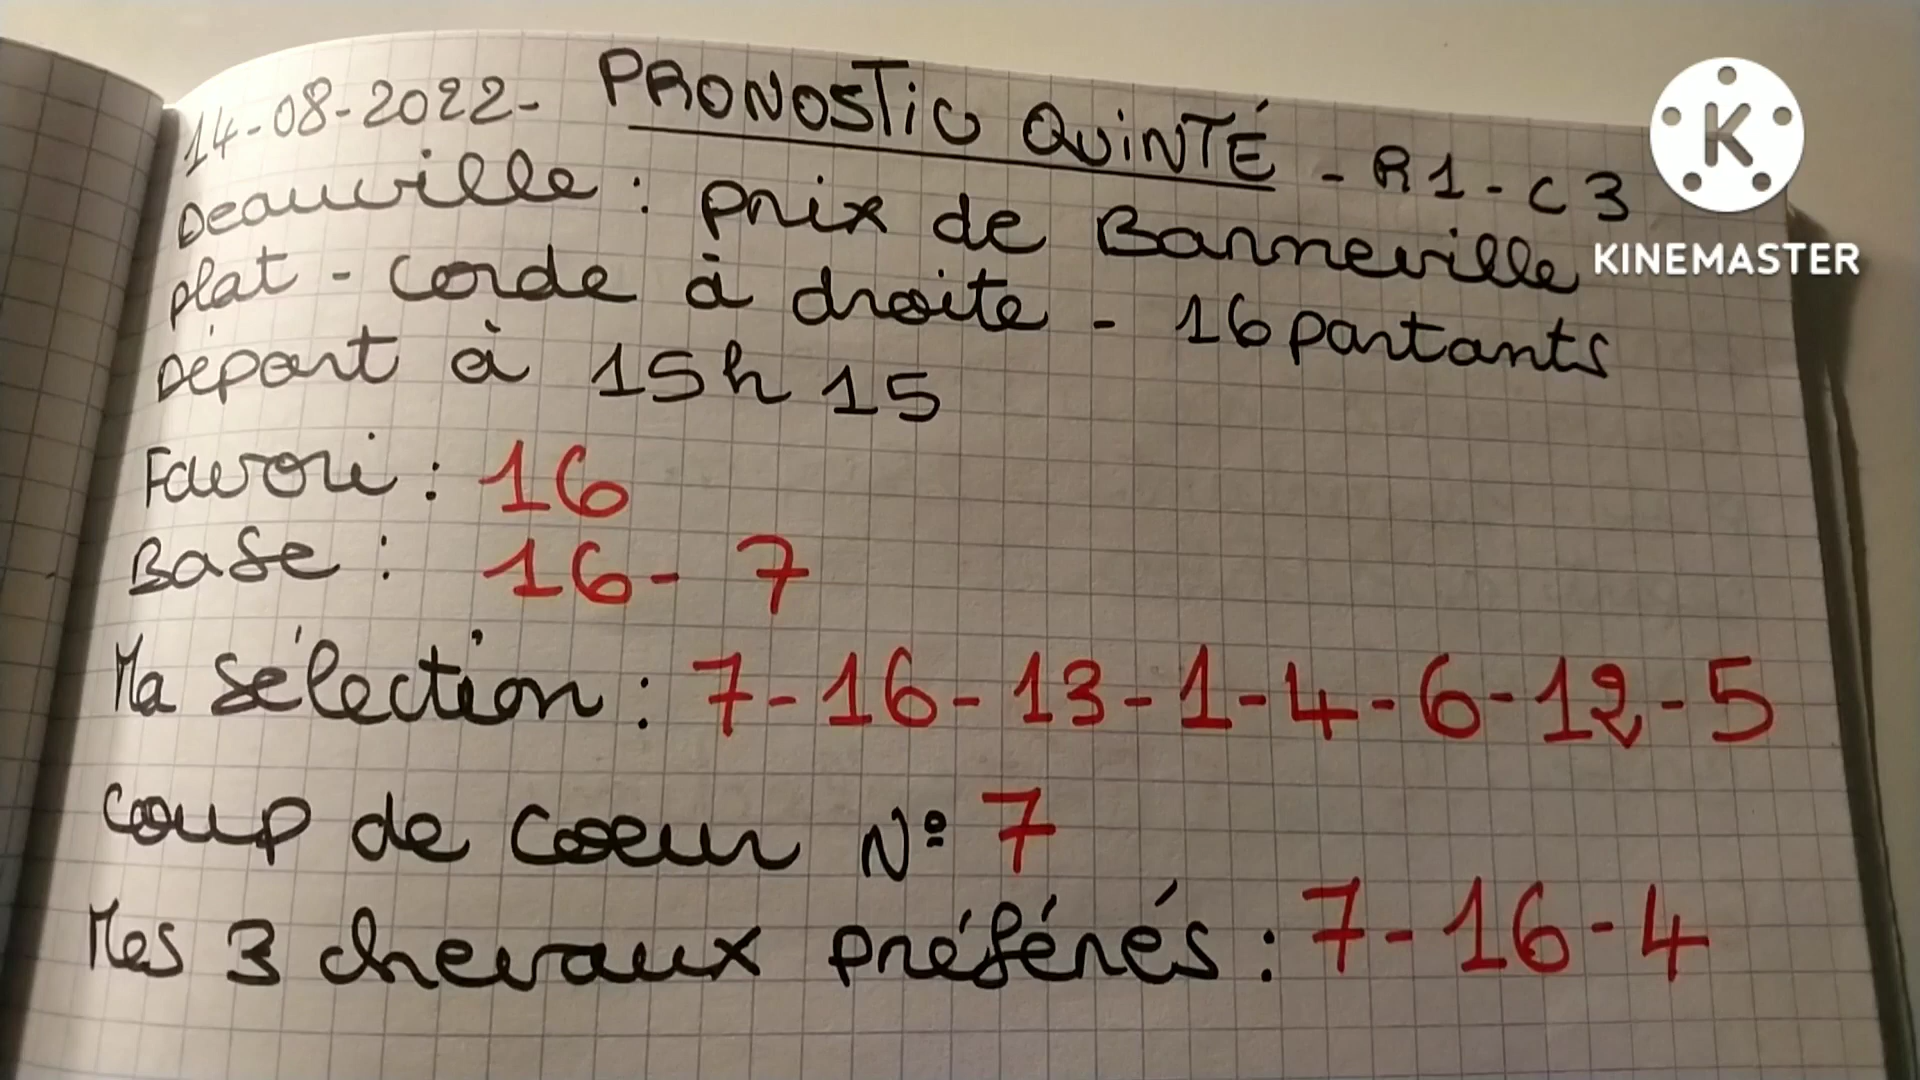 14-08-2022- PRONOSTIC QUINTÉ - R1 - C3
Deauville : prix de Barneville
plat - corde à droite - 16 partants
Départ à 15h15
Favori : 16
Base : 16 - 7
Ma sélection : 7 - 16 - 13 - 1 - 4 - 6 - 12 - 5
Coup de coeur N° 7
Mes 3 chevaux préférés : 7 - 16 - 4
K
KINEMASTER